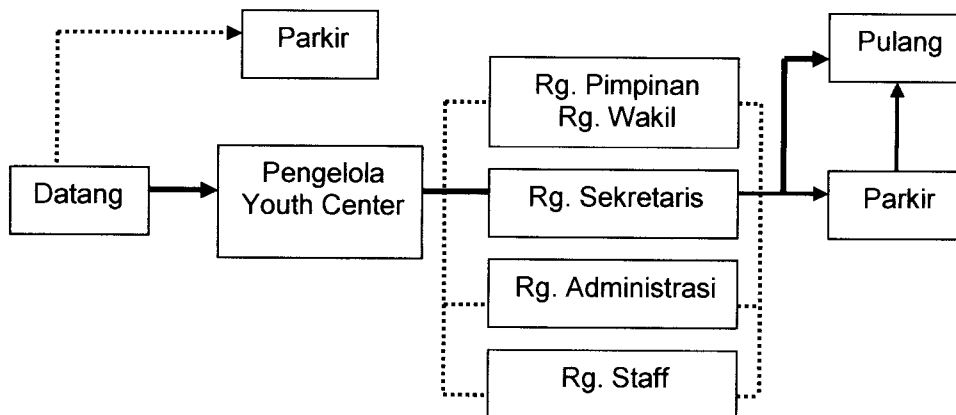 Parkir
Pulang
Rg. Pimpinan
Rg. Wakil
Datang
Pengelola
Youth Center
Rg. Sekretaris
Parkir
Rg. Administrasi
Rg. Staff